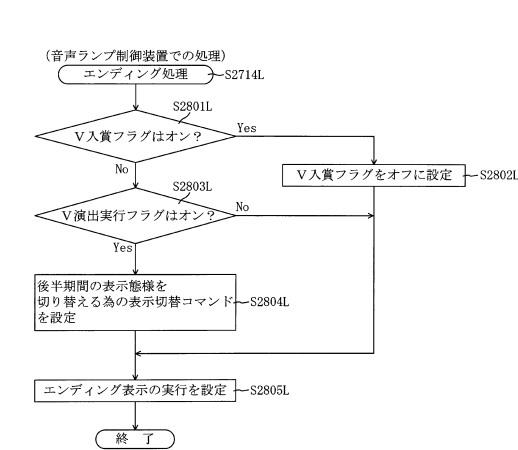 (音声ランプ制御装置での処理)
エンディング処理
S2714L
S2801L
V入賞フラグはオン?
Yes
No
V入賞フラグをオフに設定
S2802L
S2803L
V演出実行フラグはオン?
No
Yes
後半期間の表示態様を
切り替える為の表示切替コマンド
を設定
S2804L
エンディング表示の実行を設定
S2805L
終 了